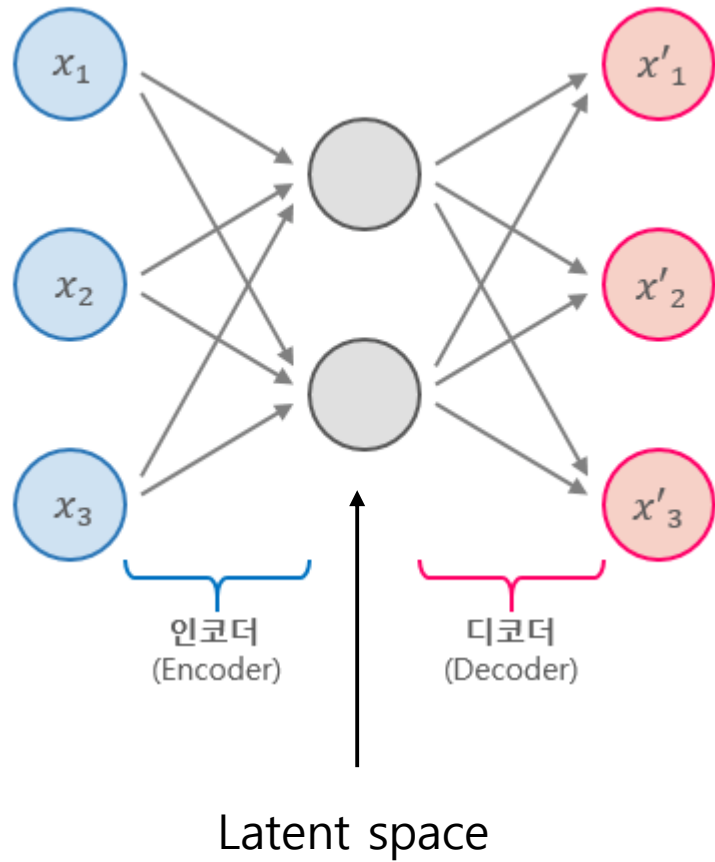 x₁
x′₁
x₂
x′₂
x₃
x′₃
인코더
(Encoder)
디코더
(Decoder)
Latent space